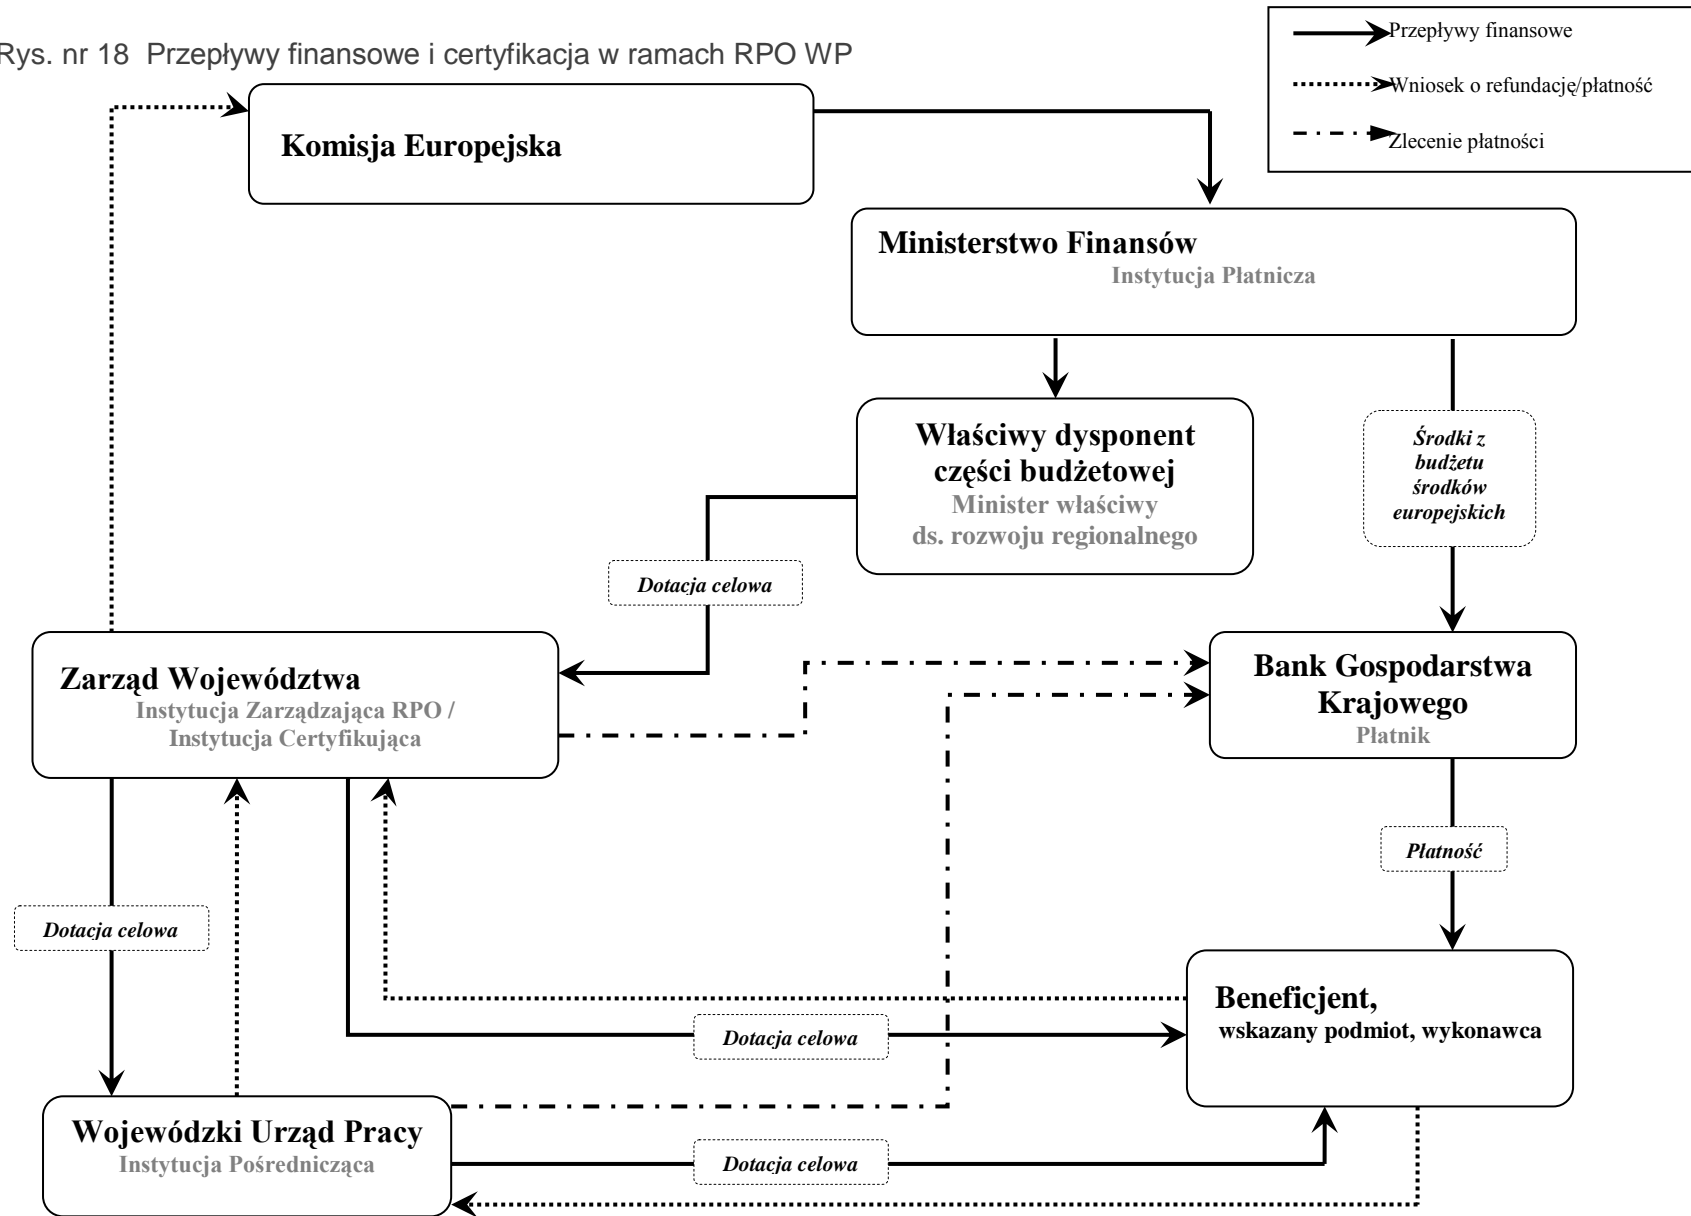 Rys. nr 18 Przepływy finansowe i certyfikacja w ramach RPO WP
Przepływy finansowe
Wniosek o refundację/płatność
Zlecenie płatności
Komisja Europejska
Ministerstwo Finansów
Instytucja Płatnicza
Właściwy dysponent
części budżetowej
Minister właściwy
ds. rozwoju regionalnego
Środki z
budżetu
środków
europejskich
Dotacja celowa
Zarząd Województwa
Instytucja Zarządzająca RPO /
Instytucja Certyfikująca
Bank Gospodarstwa
Krajowego
Płatnik
Płatność
Dotacja celowa
Beneficjent,
wskazany podmiot, wykonawca
Dotacja celowa
Wojewódzki Urząd Pracy
Instytucja Pośrednicząca
Dotacja celowa